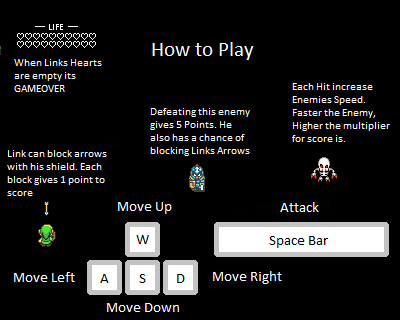 — LIFE —
How to Play
When Links Hearts
are empty its
GAMEOVER
Each Hit increase
Enemies Speed.
Faster the Enemy,
Higher the multiplier
for score is.
Defeating this enemy
gives 5 Points. He
also has a chance of
blocking Links Arrows
Link can block arrows
with his shield. Each
block gives 1 point to
score
Move Up
Attack
W
Space Bar
Move Left
A
S
D
Move Right
Move Down